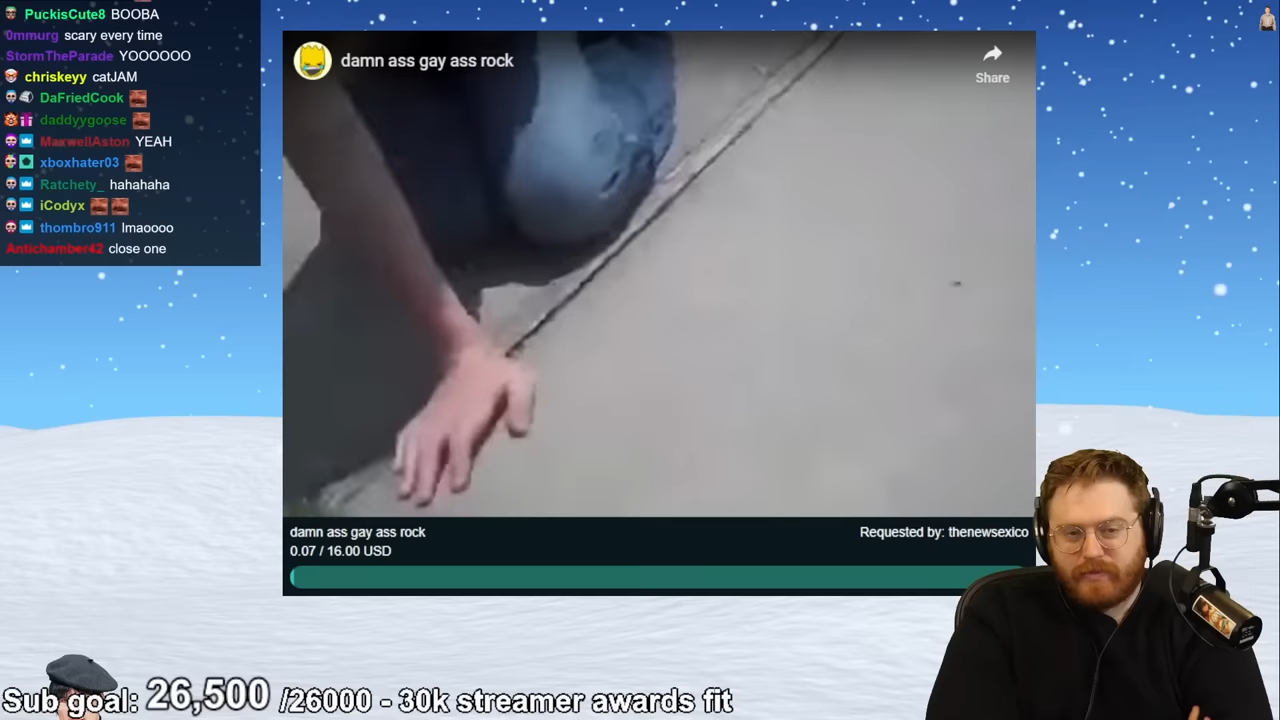 PuckisCute8 BOOBA
0mmurg scary every time
StormTheParade YOOOOOO
chriskeyy catJAM
DaFriedCook
daddyygoose
MaxwellAston YEAH
xboxhater03
Ratchety_ hahahaha
iCodyx
thombro911 lmaoooo
Antichamber42 close one
damn ass gay ass rock
Share
damn ass gay ass rock
Requested by: thenewsexico
0.07 / 16.00 USD
Sub goal: 26,500 /26000 - 30k streamer awards fit